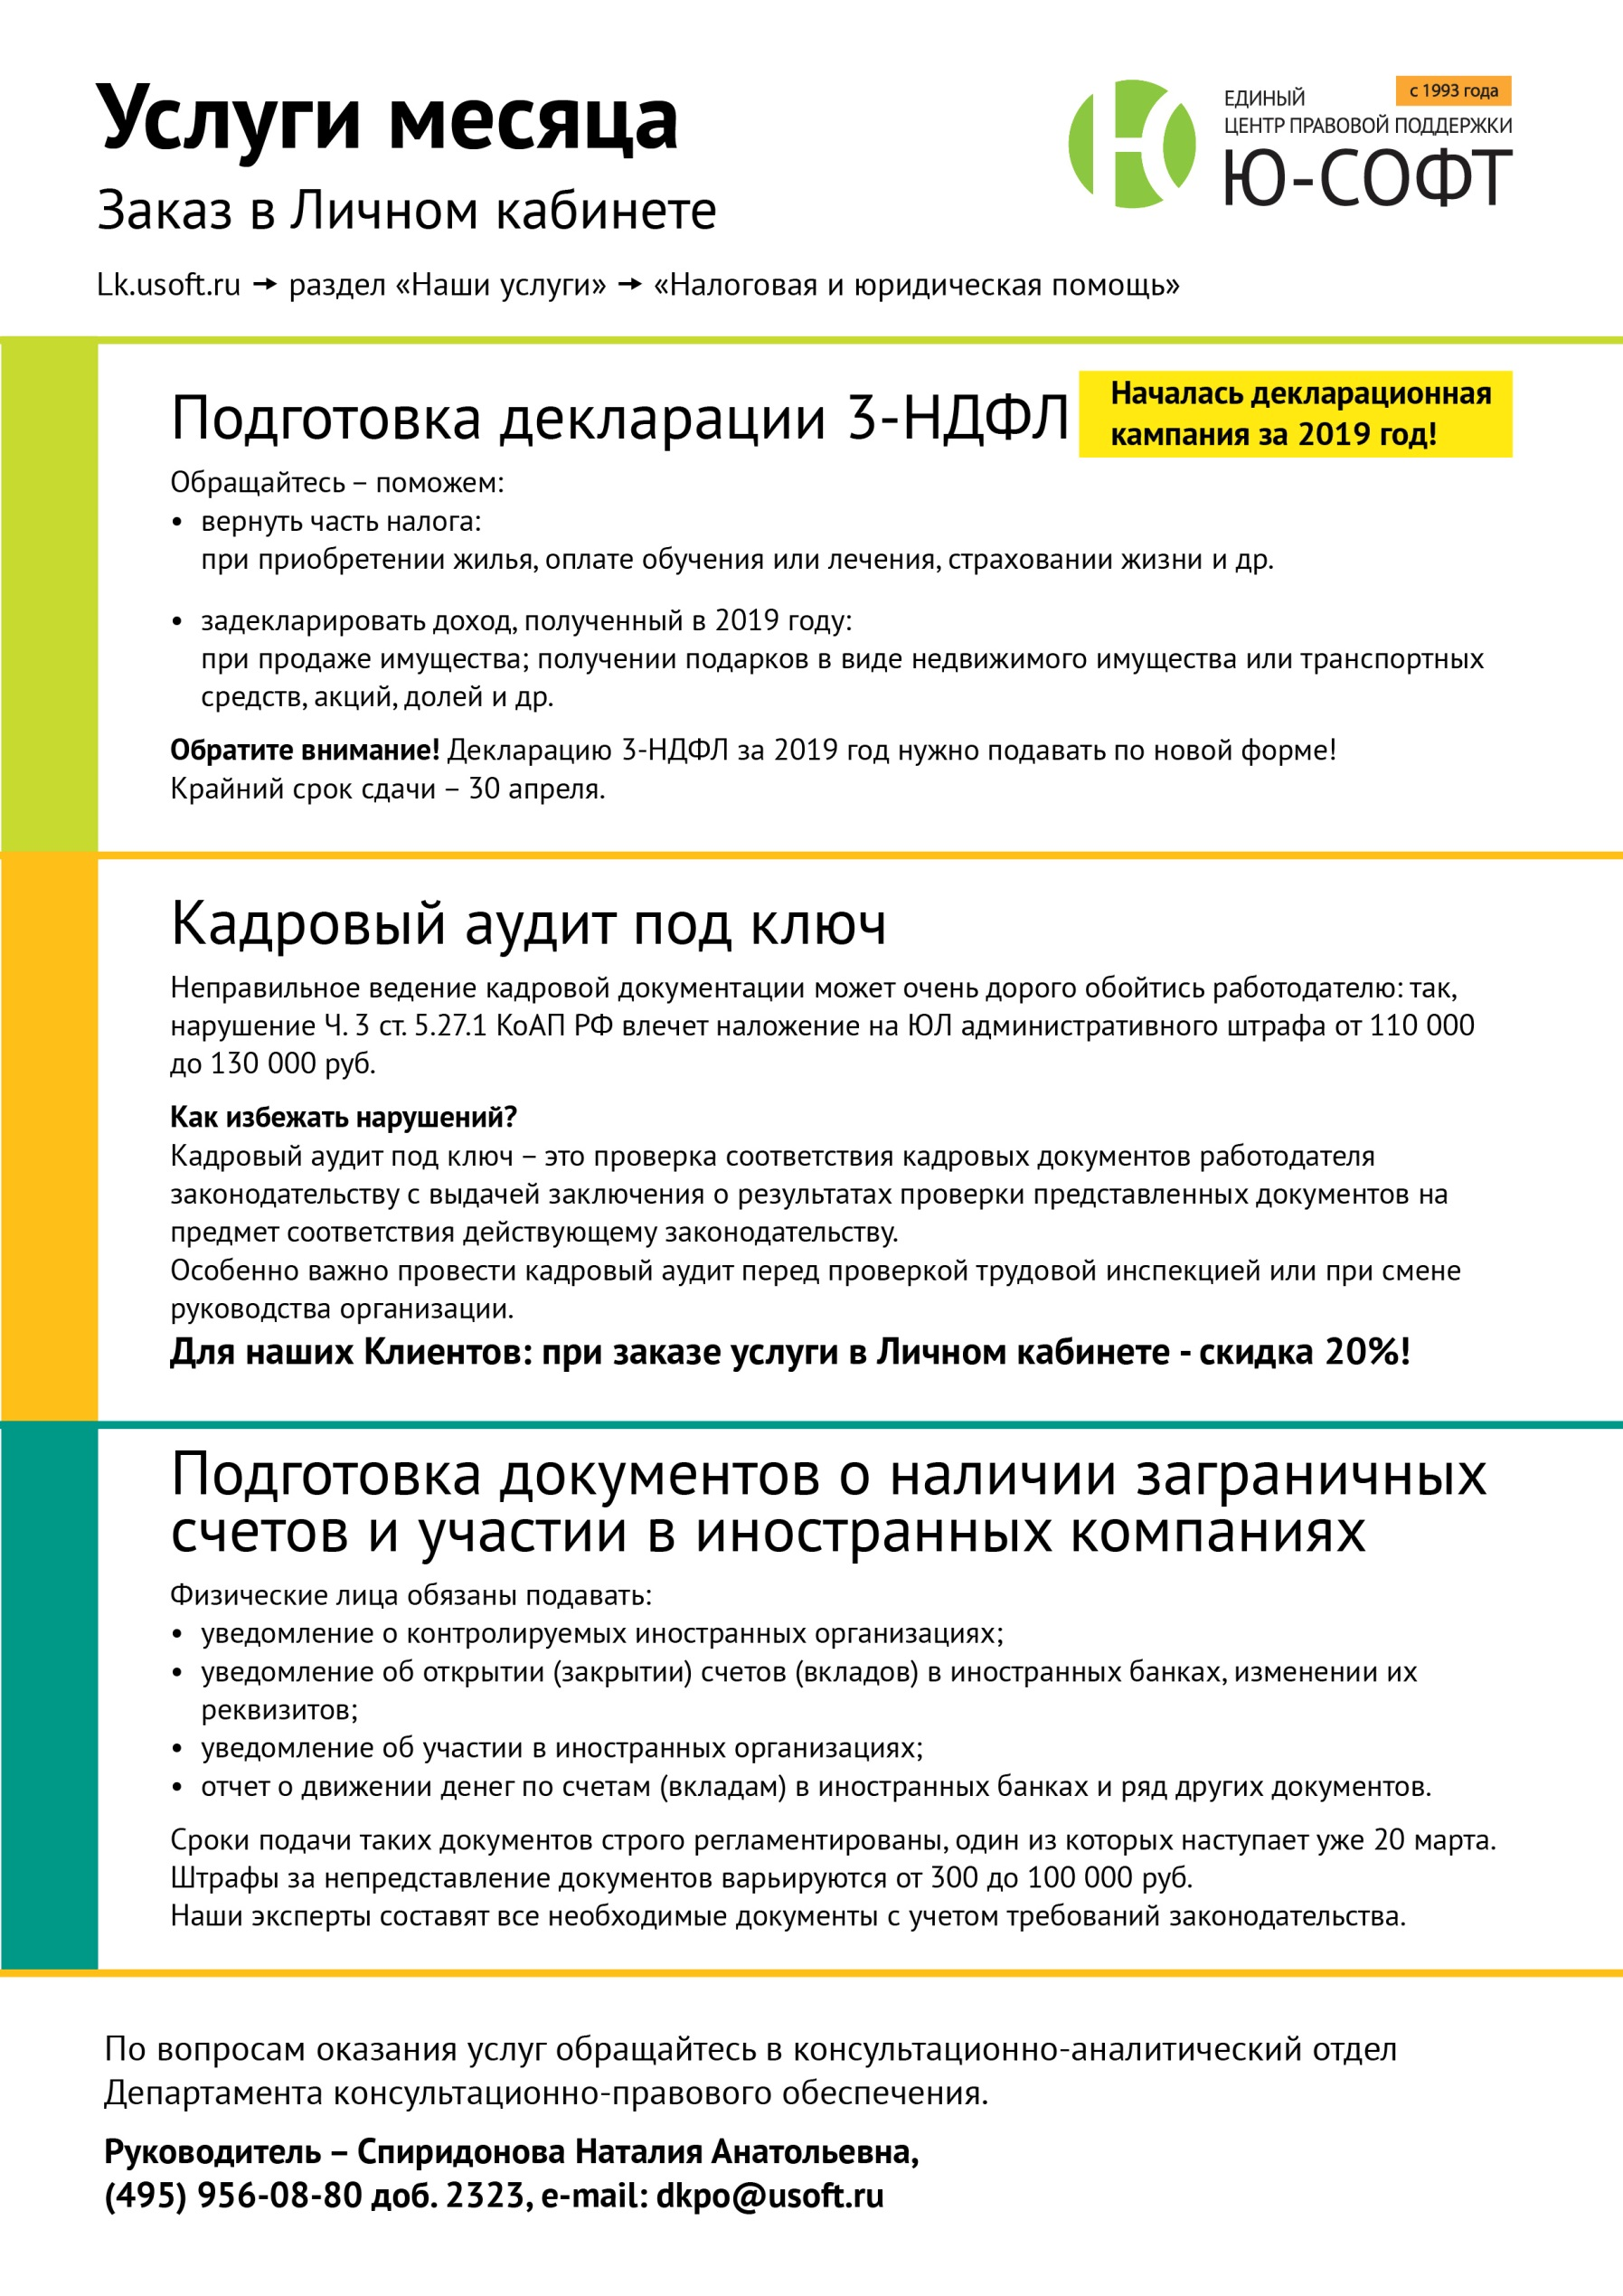 Услуги месяца
Заказ в Личном кабинете
Lk.usoft.ru → раздел «Наши услуги» → «Налоговая и юридическая помощь»
с 1993 года
ЕДИНЫЙ
ЦЕНТР ПРАВОВОЙ ПОДДЕРЖКИ
Ю-СОФТ
Подготовка декларации 3-НДФЛ
Началась декларационная
кампания за 2019 год!
Обращайтесь – поможем:
• вернуть часть налога:
при приобретении жилья, оплате обучения или лечения, страховании жизни и др.
• задекларировать доход, полученный в 2019 году:
при продаже имущества; получении подарков в виде недвижимого имущества или транспортных
средств, акций, долей и др.
Обратите внимание! Декларацию 3-НДФЛ за 2019 год нужно подавать по новой форме!
Крайний срок сдачи – 30 апреля.
Кадровый аудит под ключ
Неправильное ведение кадровой документации может очень дорого обойтись работодателю: так,
нарушение Ч. 3 ст. 5.27.1 КоАП РФ влечет наложение на ЮЛ административного штрафа от 110 000
до 130 000 руб.
Как избежать нарушений?
Кадровый аудит под ключ – это проверка соответствия кадровых документов работодателя
законодательству с выдачей заключения о результатах проверки представленных документов на
предмет соответствия действующему законодательству.
Особенно важно провести кадровый аудит перед проверкой трудовой инспекцией или при смене
руководства организации.
Для наших Клиентов: при заказе услуги в Личном кабинете - скидка 20%!
Подготовка документов о наличии заграничных
счетов и участии в иностранных компаниях
Физические лица обязаны подавать:
• уведомление о контролируемых иностранных организациях;
• уведомление об открытии (закрытии) счетов (вкладов) в иностранных банках, изменении их
реквизитов;
• уведомление об участии в иностранных организациях;
• отчет о движении денег по счетам (вкладам) в иностранных банках и ряд других документов.
Сроки подачи таких документов строго регламентированы, один из которых наступает уже 20 марта.
Штрафы за непредставление документов варьируются от 300 до 100 000 руб.
Наши эксперты составят все необходимые документы с учетом требований законодательства.
По вопросам оказания услуг обращайтесь в консультационно-аналитический отдел
Департамента консультационно-правового обеспечения.
Руководитель – Спиридонова Наталия Анатольевна,
(495) 956-08-80 доб. 2323, e-mail: dkpo@usoft.ru